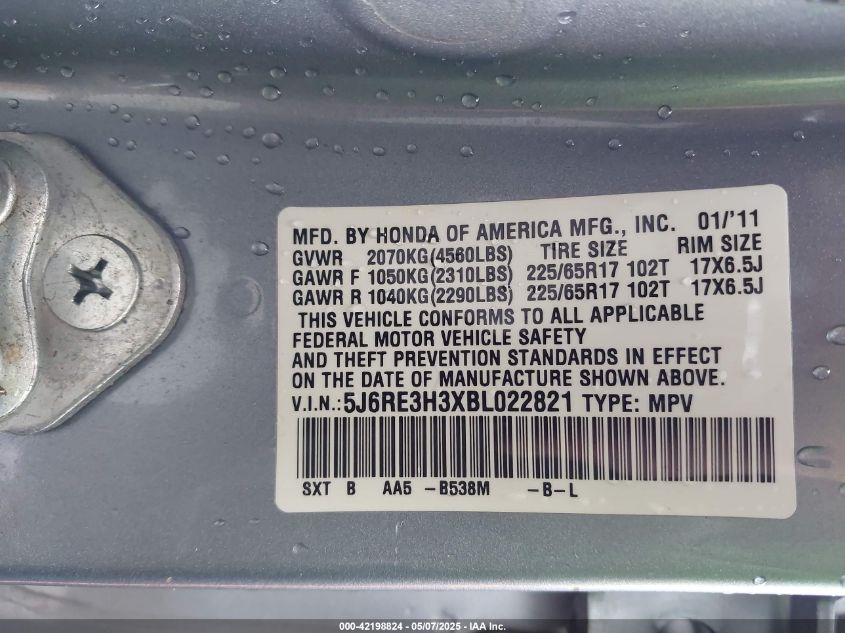 MFD. BY HONDA OF AMERICA MFG., INC. 01/'11
GVWR 2070KG(4560LBS) TIRE SIZE RIM SIZE
GAWR F 1050KG(2310LBS) 225/65R17 102T 17X6.5J
GAWR R 1040KG(2290LBS) 225/65R17 102T 17X6.5J
THIS VEHICLE CONFORMS TO ALL APPLICABLE
FEDERAL MOTOR VEHICLE SAFETY
AND THEFT PREVENTION STANDARDS IN EFFECT
ON THE DATE OF MANUFACTURE SHOWN ABOVE.
V.I.N.:5J6RE3H3XBL022821 TYPE: MPV
SXT B AA5 -B538M -B-L
000-42198824 - 05/07/2025 - IAA Inc.